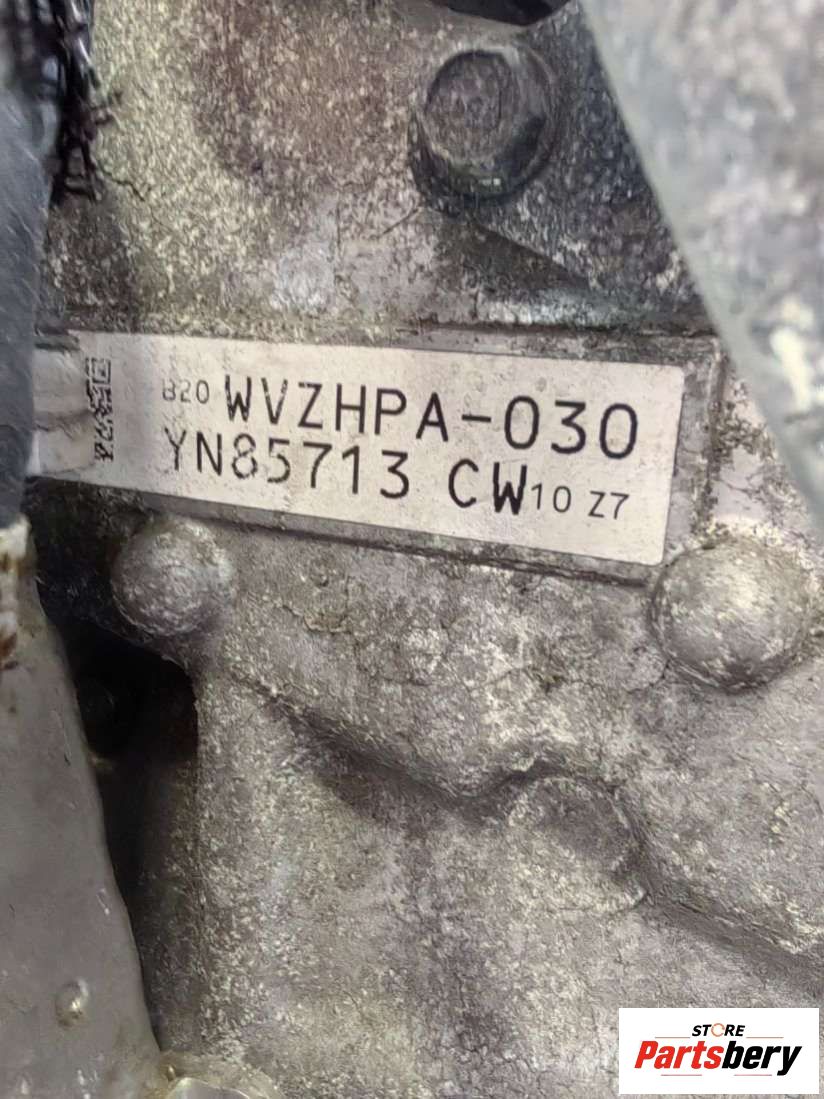 B20 WVZHPA-030
YN85713 CW10 Z7
STORE
Partsbery